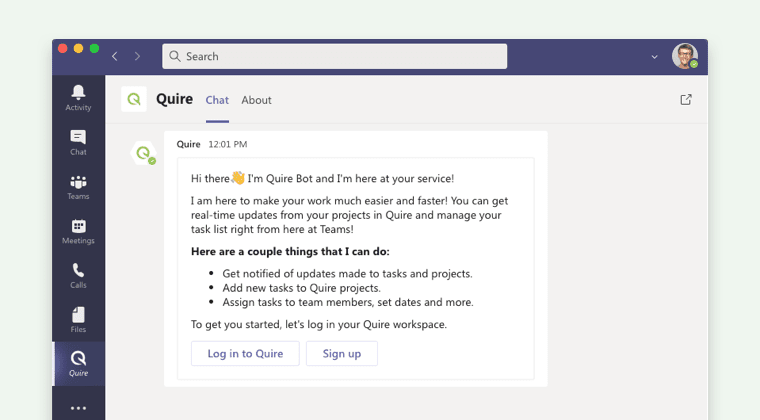 Search
Activity
Chat
Teams
Meetings
Calls
Files
Quire
Quire Chat About
Quire 12:01 PM
Hi there👋 I'm Quire Bot and I'm here at your service!
I am here to make your work much easier and faster! You can get
real-time updates from your projects in Quire and manage your
task list right from here at Teams!
Here are a couple things that I can do:
• Get notified of updates made to tasks and projects.
• Add new tasks to Quire projects.
• Assign tasks to team members, set dates and more.
To get you started, let's log in your Quire workspace.
Log in to Quire Sign up